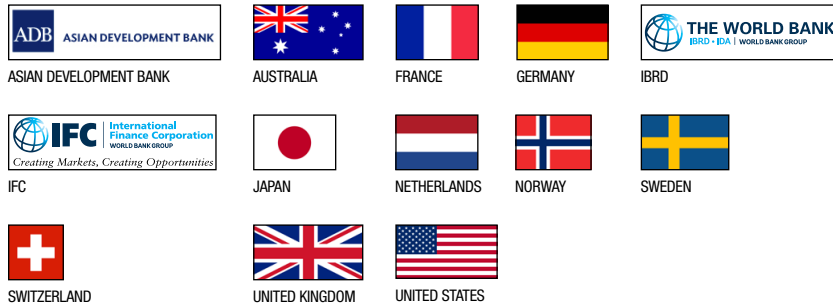 ADB ASIAN DEVELOPMENT BANK
ASIAN DEVELOPMENT BANK
AUSTRALIA
FRANCE
GERMANY
THE WORLD BANK
IBRD • IDA | WORLD BANK GROUP
IBRD
IFC International
Finance Corporation
WORLD BANK GROUP
Creating Markets, Creating Opportunities
IFC
JAPAN
NETHERLANDS
NORWAY
SWEDEN
SWITZERLAND
UNITED KINGDOM
UNITED STATES